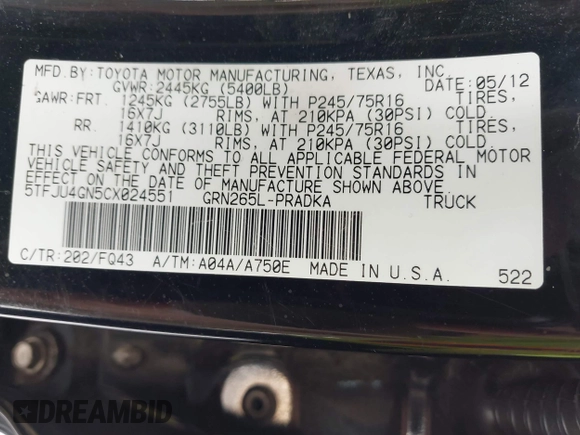 MFD.BY:TOYOTA MOTOR MANUFACTURING, TEXAS, INC.
GVWR:2445KG (5400LB) DATE:05/12
GAWR:FRT. 1245KG (2755LB) WITH P245/75R16 TIRES,
16X7J RIMS, AT 210KPA (30PSI) COLD.
RR. 1410KG (3110LB) WITH P245/75R16 TIRES,
16X7J RIMS, AT 210KPA (30PSI) COLD.
THIS VEHICLE CONFORMS TO ALL APPLICABLE FEDERAL MOTOR
VEHICLE SAFETY AND THEFT PREVENTION STANDARDS IN
EFFECT ON THE DATE OF MANUFACTURE SHOWN ABOVE.
5TFJU4GN5CX024551 GRN265L-PRADKA TRUCK
C/TR:202/FQ43 A/TM:A04A/A750E MADE IN U.S.A. 522
DREAMBID